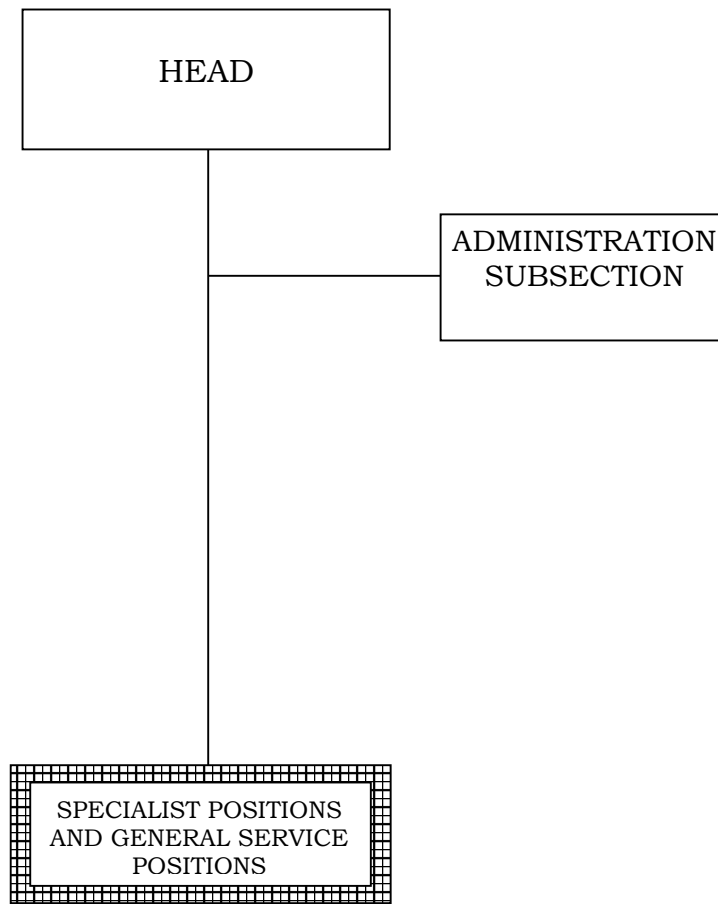 HEAD
ADMINISTRATION
SUBSECTION
SPECIALIST POSITIONS
AND GENERAL SERVICE
POSITIONS